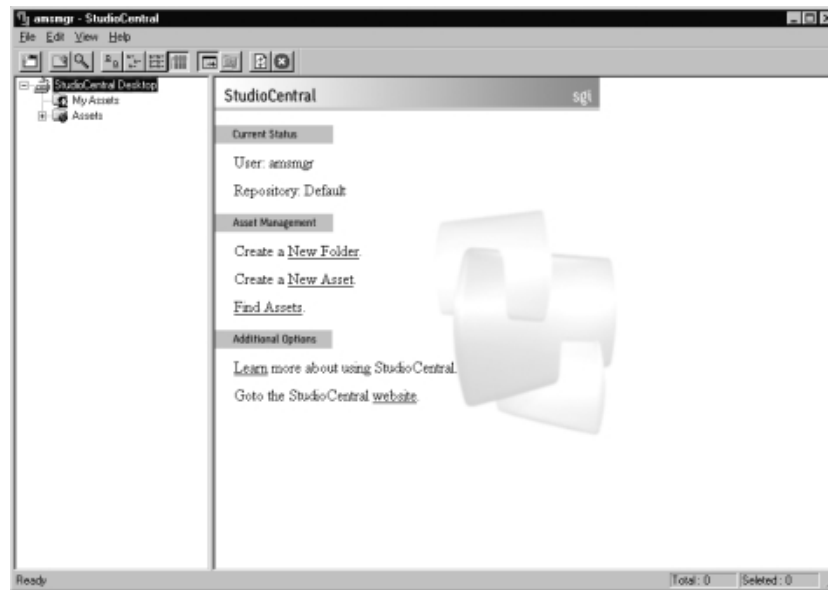 amsmgr - StudioCentral
File Edit View Help
StudioCentral Desktop
My Assets
Assets
StudioCentral sgi
Current Status
User: amsmgr
Repository: Default
Asset Management
Create a New Folder.
Create a New Asset.
Find Assets.
Additional Options
Learn more about using StudioCentral.
Goto the StudioCentral website.
Ready Total: 0 Seleted: 0